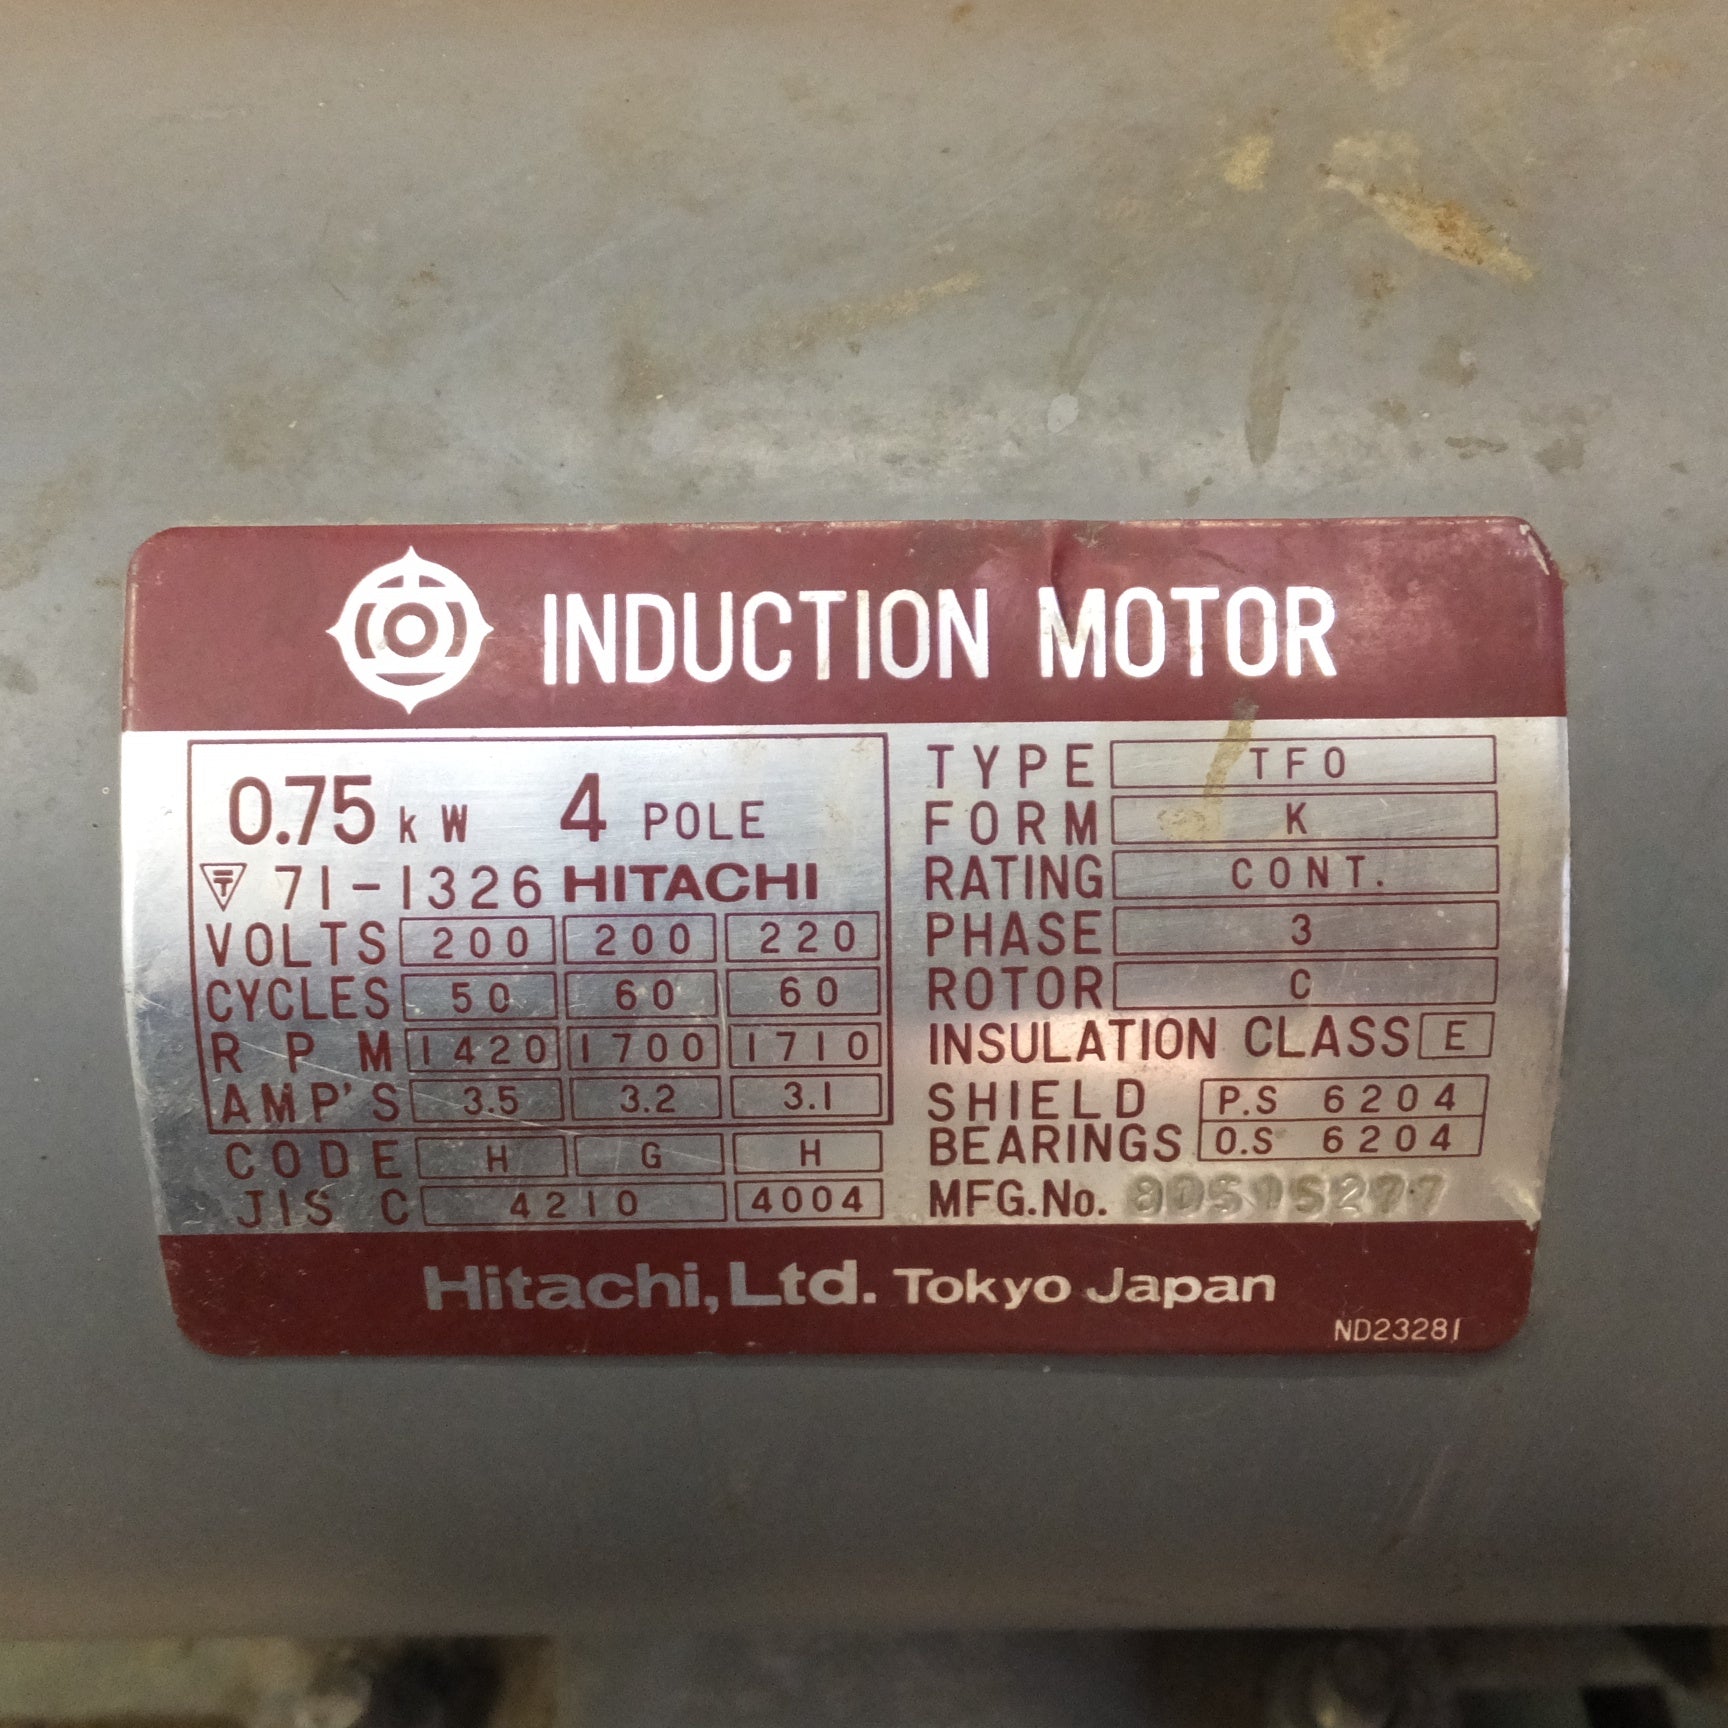 INDUCTION MOTOR
0.75 kW 4 POLE
71-1326 HITACHI
VOLTS 200 200 220
CYCLES 50 60 60
RPM 1420 1700 1710
AMP'S 3.5 3.2 3.1
CODE H G H
JIS C 4210 4004
TYPE TFO
FORM K
RATING CONT.
PHASE 3
ROTOR C
INSULATION CLASS E
SHIELD P.S 6204
BEARINGS O.S 6204
MFG.No.
Hitachi, Ltd. Tokyo Japan
ND23281